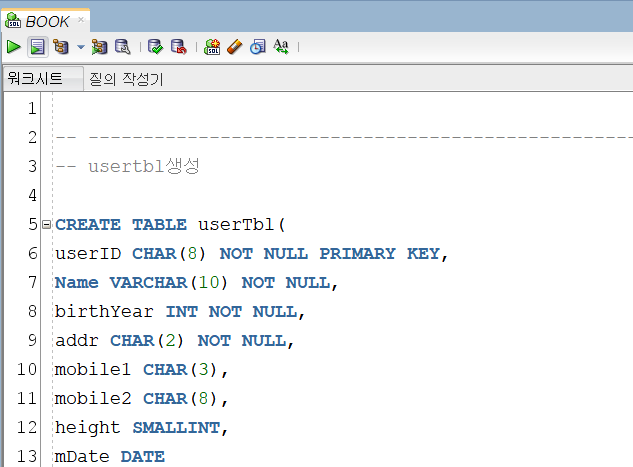 BOOK
워크시트 질의 작성기
1
2 -- --------------------------------------------------
3 -- usertbl생성
4
5 CREATE TABLE userTbl(
6 userID CHAR(8) NOT NULL PRIMARY KEY,
7 Name VARCHAR(10) NOT NULL,
8 birthYear INT NOT NULL,
9 addr CHAR(2) NOT NULL,
10 mobile1 CHAR(3),
11 mobile2 CHAR(8),
12 height SMALLINT,
13 mDate DATE